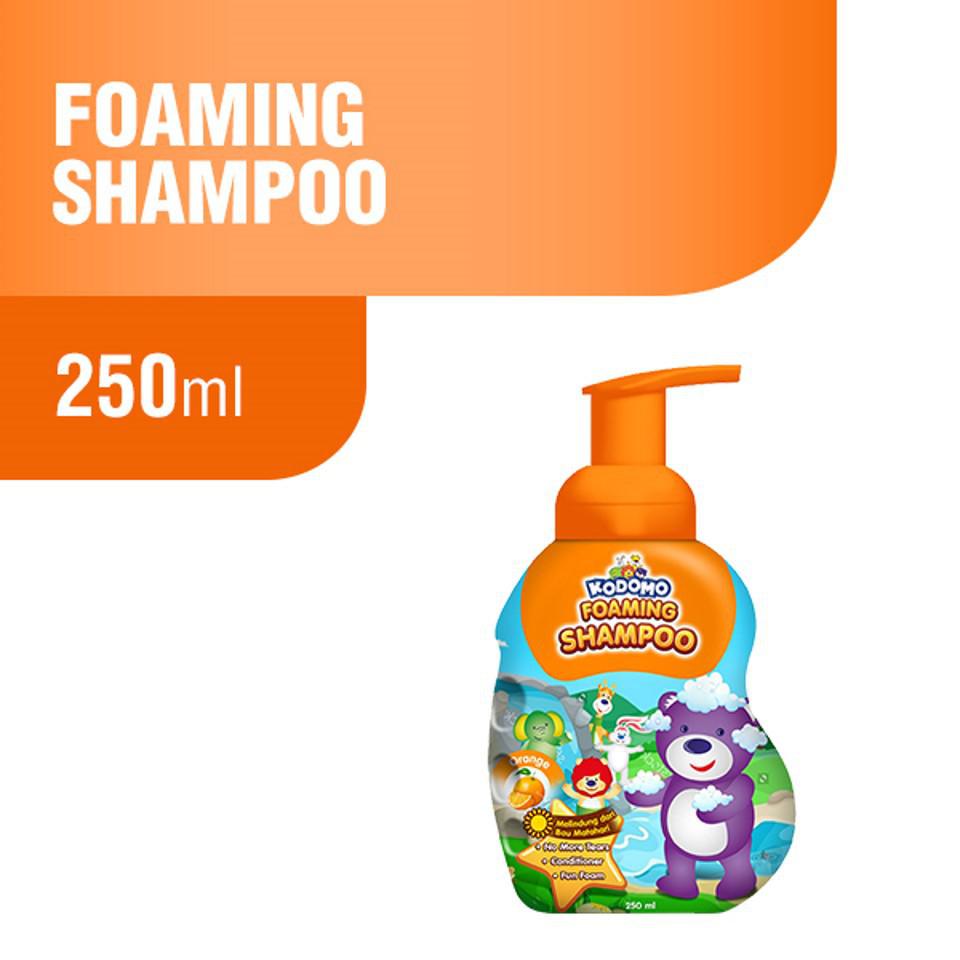 FOAMING
SHAMPOO
250ml
KODOMO
FOAMING
SHAMPOO
Orange
Melindung dari
Bau Matahari
• No More Tears
• Conditioner
• Fun Foam
250 ml